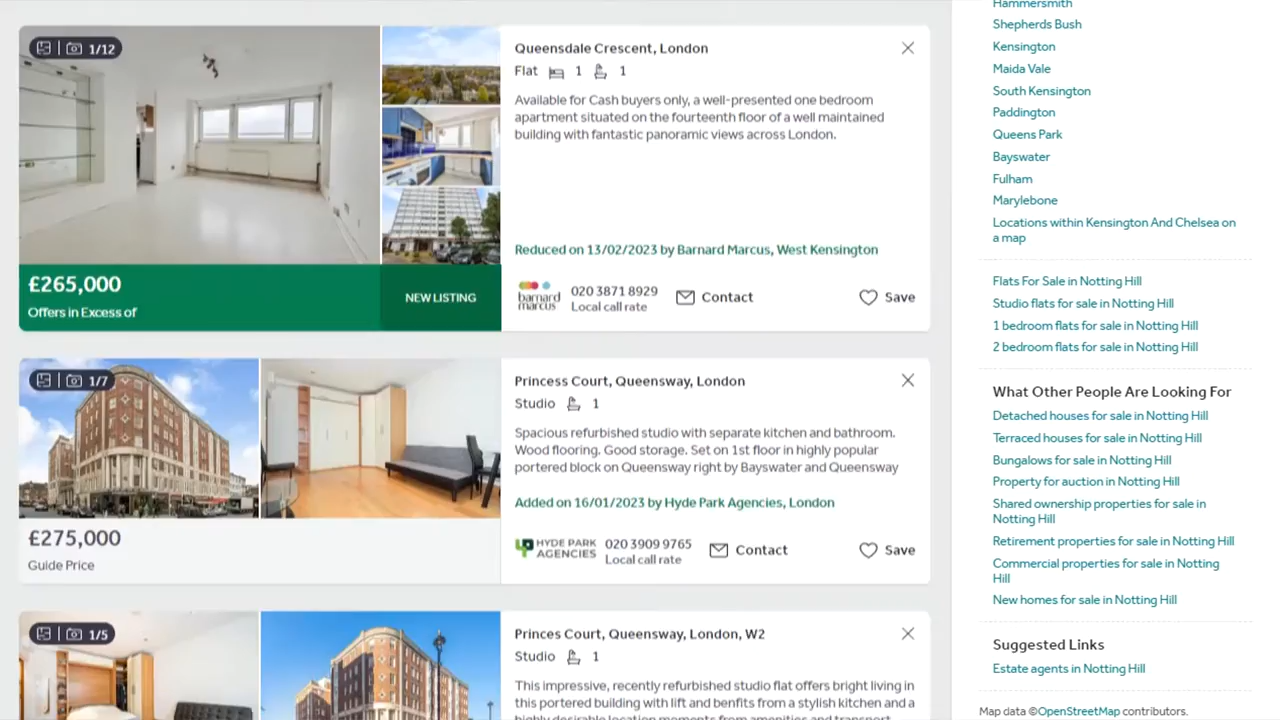 1/12
£265,000
Offers in Excess of
NEW LISTING
Queensdale Crescent, London
Flat 1 1
Available for Cash buyers only, a well-presented one bedroom
apartment situated on the fourteenth floor of a well maintained
building with fantastic panoramic views across London.
Reduced on 13/02/2023 by Barnard Marcus, West Kensington
barnard
marcus
020 3871 8929
Local call rate
Contact
Save
1/7
£275,000
Guide Price
Princess Court, Queensway, London
Studio 1
Spacious refurbished studio with separate kitchen and bathroom.
Wood flooring. Good storage. Set on 1st floor in highly popular
portered block on Queensway right by Bayswater and Queensway
Added on 16/01/2023 by Hyde Park Agencies, London
HYDE PARK
AGENCIES
020 3909 9765
Local call rate
Contact
Save
1/5
Princes Court, Queensway, London, W2
Studio 1
This impressive, recently refurbished studio flat offers bright living in
this portered building with lift and benfits from a stylish kitchen and a
highly desirable location moments from amenities and transport
Hammersmith
Shepherds Bush
Kensington
Maida Vale
South Kensington
Paddington
Queens Park
Bayswater
Fulham
Marylebone
Locations within Kensington And Chelsea on
a map
Flats For Sale in Notting Hill
Studio flats for sale in Notting Hill
1 bedroom flats for sale in Notting Hill
2 bedroom flats for sale in Notting Hill
What Other People Are Looking For
Detached houses for sale in Notting Hill
Terraced houses for sale in Notting Hill
Bungalows for sale in Notting Hill
Property for auction in Notting Hill
Shared ownership properties for sale in
Notting Hill
Retirement properties for sale in Notting Hill
Commercial properties for sale in Notting
Hill
New homes for sale in Notting Hill
Suggested Links
Estate agents in Notting Hill
Map data ©OpenStreetMap contributors.